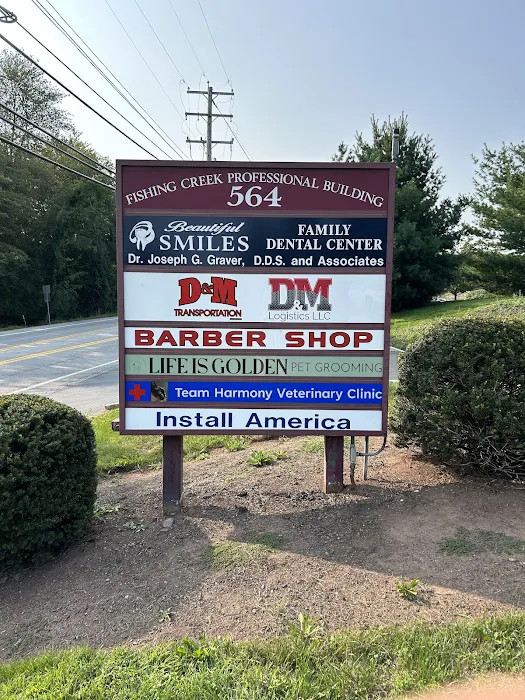 FISHING CREEK PROFESSIONAL BUILDING
564
Beautiful
SMILES
FAMILY
DENTAL CENTER
Dr. Joseph G. Graver, D.D.S. and Associates
D&M
TRANSPORTATION
D&M
Logistics LLC
BARBER SHOP
LIFE IS GOLDEN PET GROOMING
Team Harmony Veterinary Clinic
Install America